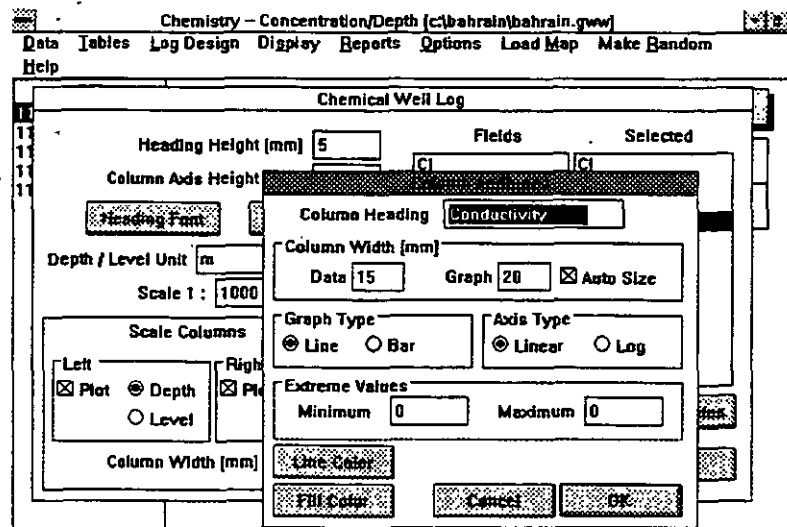 Chemistry – Concentration/Depth [c:\bahrain\bahrain.gww]
Data Tables Log Design Display Reports Options Load Map Make Random
Help
Chemical Well Log
Heading Height [mm] 5
Fields Selected
Cl Cl
Column Axis Height
Heading Font
Depth / Level Unit m
Scale 1 : 1000
Scale Columns
Left
Plot Depth
Level
Column Width [mm]
Column Heading Conductivity
Column Width [mm]
Data 15 Graph 20 Auto Size
Graph Type Axis Type
Line Bar Linear Log
Extreme Values
Minimum 0 Maximum 0
Line Color
Fill Color Cancel OK